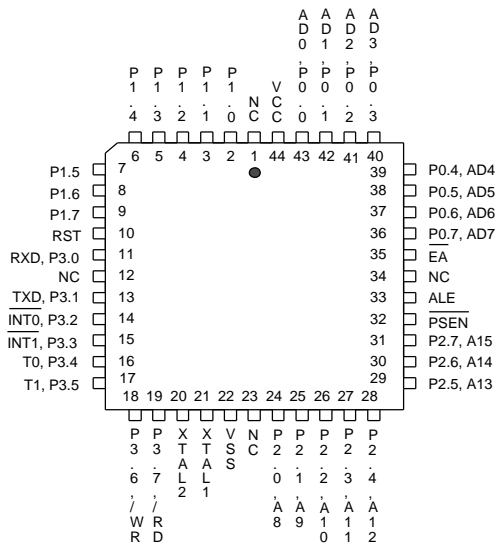 P1.4
P1.3
P1.2
P1.1
P1.0
NC
VCC
AD0,P0.0
AD1,P0.1
AD2,P0.2
AD3,P0.3
6
5
4
3
2
1
44
43
42
41
40
P1.5
7
P1.6
8
P1.7
9
RST
10
RXD, P3.0
11
NC
12
TXD, P3.1
13
INT0, P3.2
14
INT1, P3.3
15
T0, P3.4
16
T1, P3.5
17
39
P0.4, AD4
38
P0.5, AD5
37
P0.6, AD6
36
P0.7, AD7
35
EA
34
NC
33
ALE
32
PSEN
31
P2.7, A15
30
P2.6, A14
29
P2.5, A13
18
19
20
21
22
23
24
25
26
27
28
P3.6,/WR
P3.7,/RD
XTAL2
XTAL1
VSS
NC
P2.0,A8
P2.1,A9
P2.2,A10
P2.3,A11
P2.4,A12